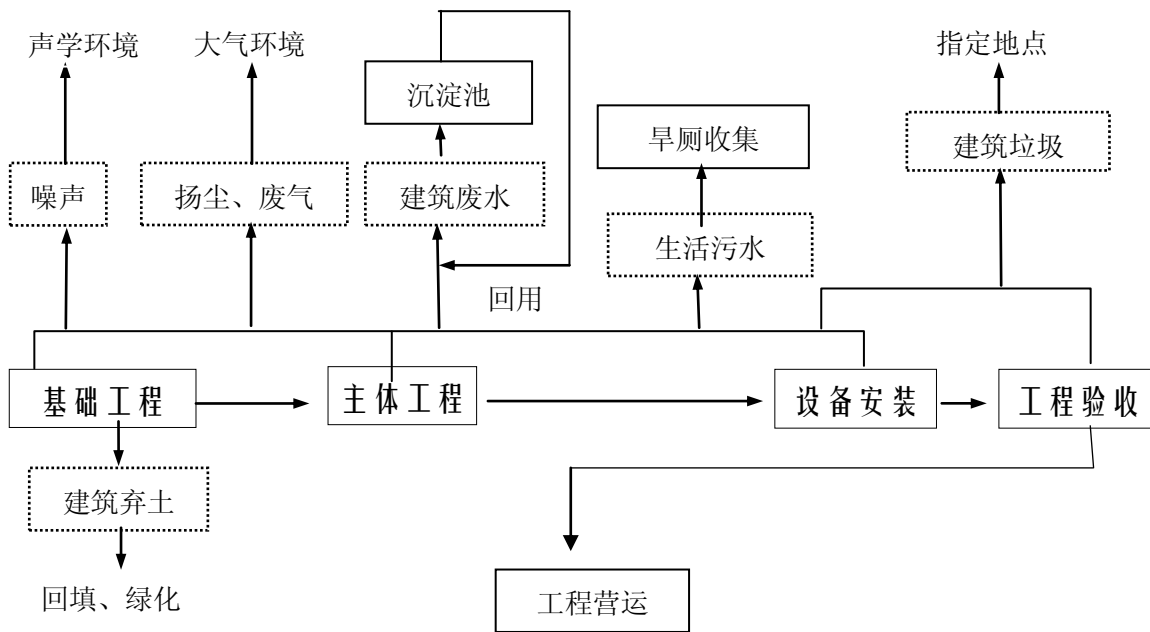 声学环境
大气环境
指定地点
沉淀池
旱厕收集
建筑垃圾
噪声
扬尘、废气
建筑废水
生活污水
回用
基础工程
主体工程
设备安装
工程验收
建筑弃土
回填、绿化
工程营运